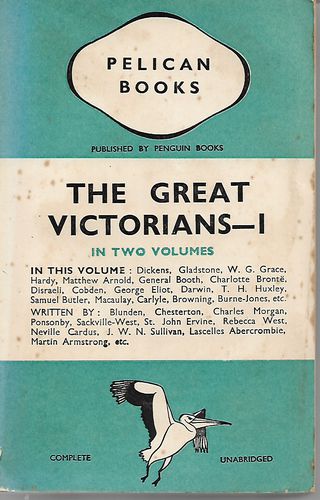 PELICAN
BOOKS
PUBLISHED BY PENGUIN BOOKS
THE GREAT
VICTORIANS—I
IN TWO VOLUMES
IN THIS VOLUME : Dickens, Gladstone, W. G. Grace,
Hardy, Matthew Arnold, General Booth, Charlotte Brontë,
Disraeli, Cobden, George Eliot, Darwin, T. H. Huxley,
Samuel Butler, Macaulay, Carlyle, Browning, Burne-Jones, etc.
WRITTEN BY : Blunden, Chesterton, Charles Morgan,
Ponsonby, Sackville-West, St. John Ervine, Rebecca West,
Neville Cardus, J. W. N. Sullivan, Lascelles Abercrombie,
Martin Armstrong, etc.
COMPLETE UNABRIDGED